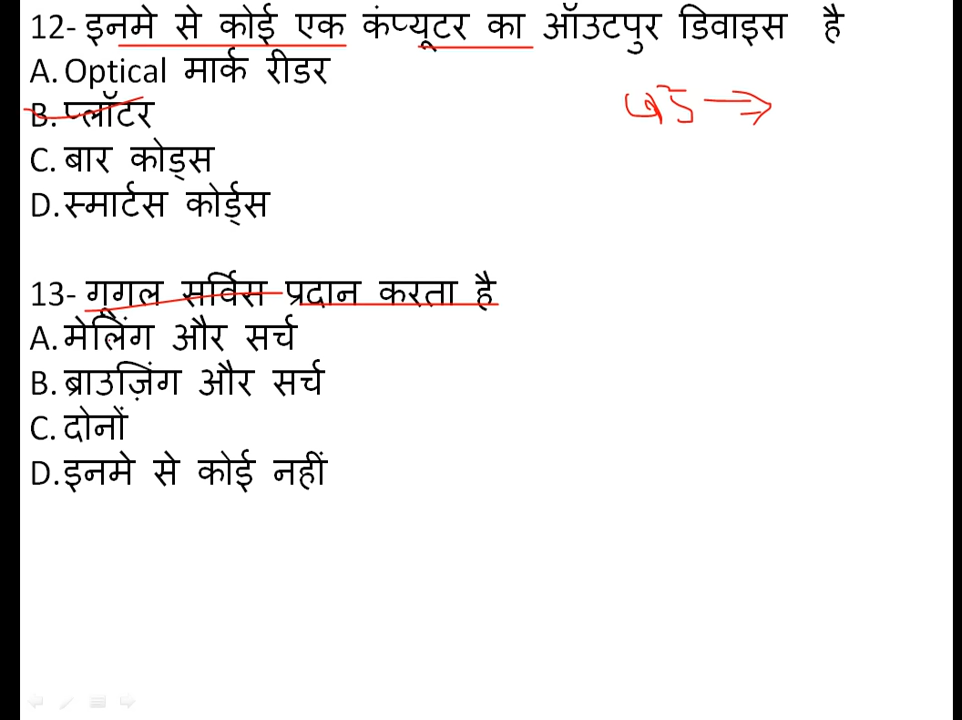 12- इनमे से कोई एक कंप्यूटर का ऑउटपुर डिवाइस है
A. Optical मार्क रीडर
B. प्लॉटर
C. बार कोड्स
D. स्मार्टस कोर्ड्स
13- गूगल सर्विस प्रदान करता है
A. मेलिंग और सर्च
B. ब्राउज़िंग और सर्च
C. दोनों
D. इनमे से कोई नहीं